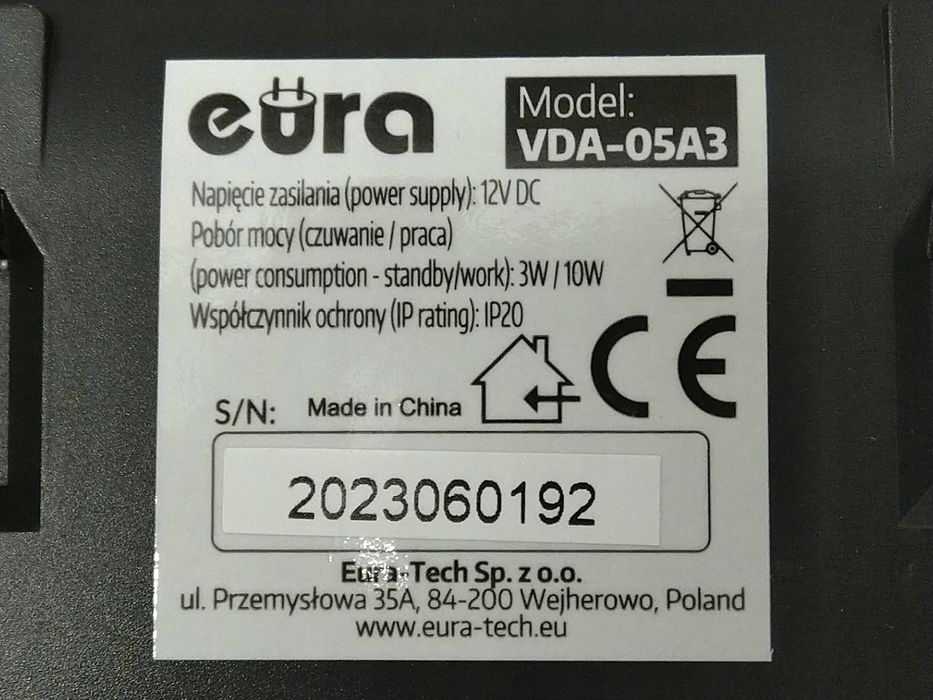 eura
Model:
VDA-05A3
Napięcie zasilania (power supply): 12V DC
Pobór mocy (czuwanie / praca)
(power consumption - standby/work): 3W / 10W
Współczynnik ochrony (IP rating): IP20
CE
S/N: Made in China
2023060192
Eura-Tech Sp. z o.o.
ul. Przemysłowa 35A, 84-200 Wejherowo, Poland
www.eura-tech.eu